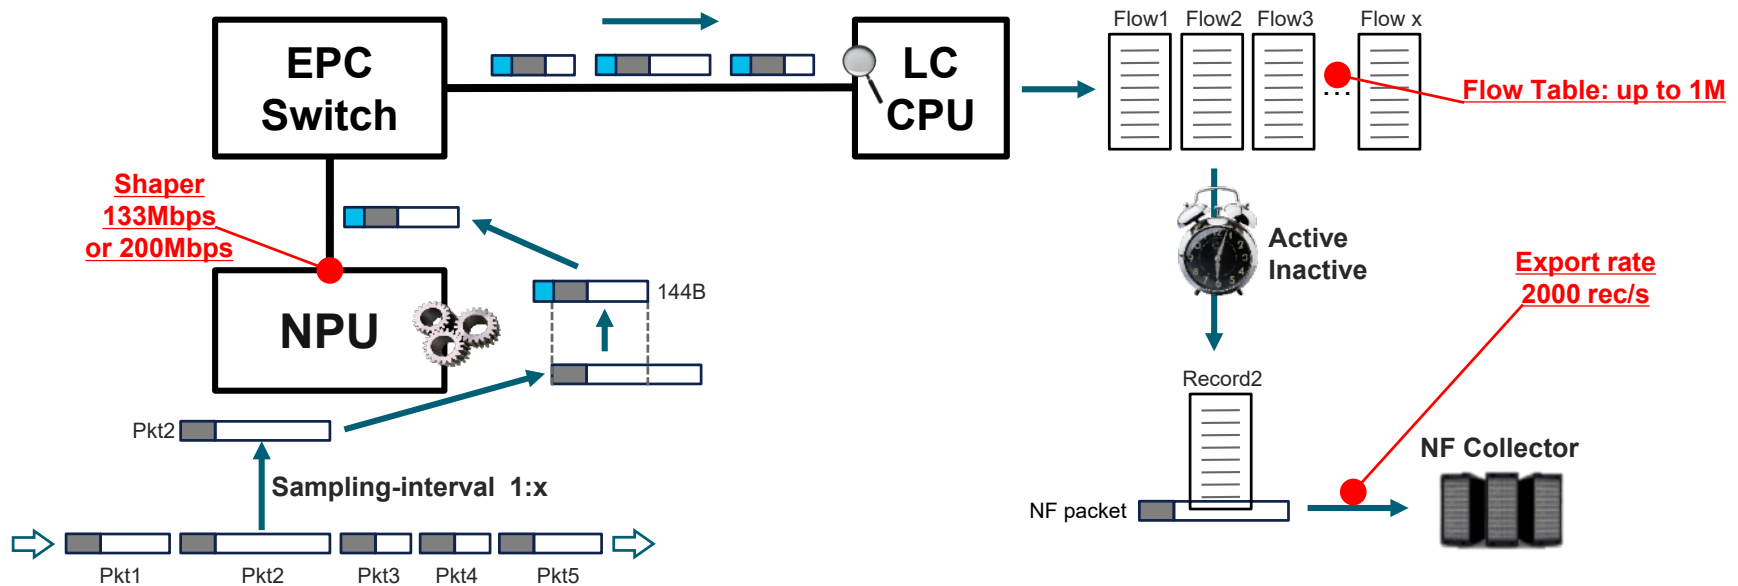 Flow1 Flow2 Flow3 Flow x
EPC
Switch
LC
CPU
Flow Table: up to 1M
...
Shaper
133Mbps
or 200Mbps
Active
Inactive
Export rate
2000 rec/s
144B
NPU
Record2
Pkt2
NF Collector
Sampling-interval 1:x
NF packet
Pkt1 Pkt2 Pkt3 Pkt4 Pkt5